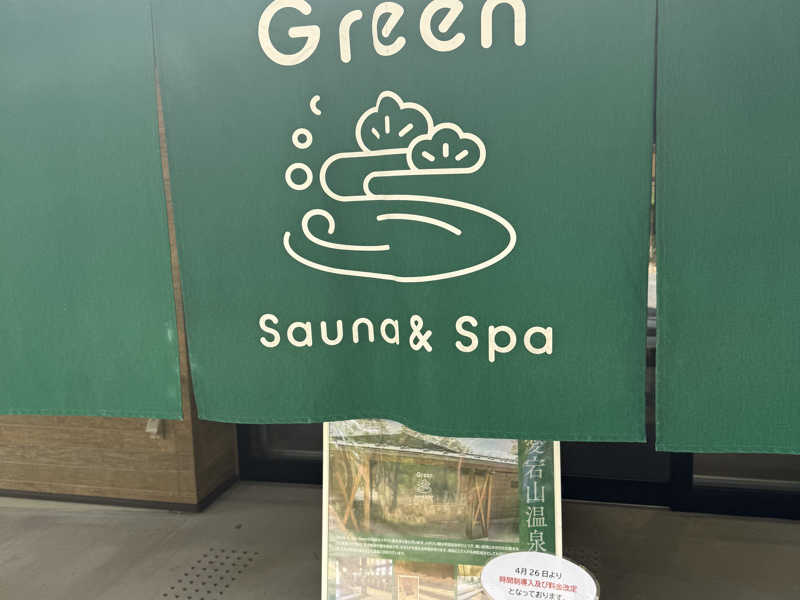 Green
Sauna & Spa
Green
愛宕山温泉
4月26日より
時間制導入及び料金改定
となっております。